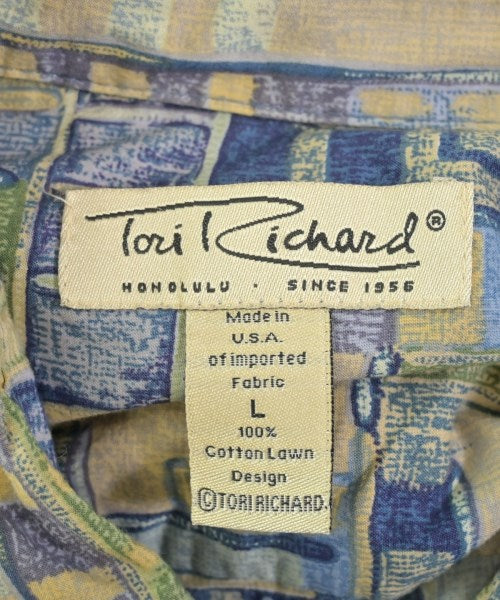 Tori Richard®
HONOLULU · SINCE 1956
Made in
U.S.A.
of imported
Fabric
L
100%
Cotton Lawn
Design
©TORI RICHARD.